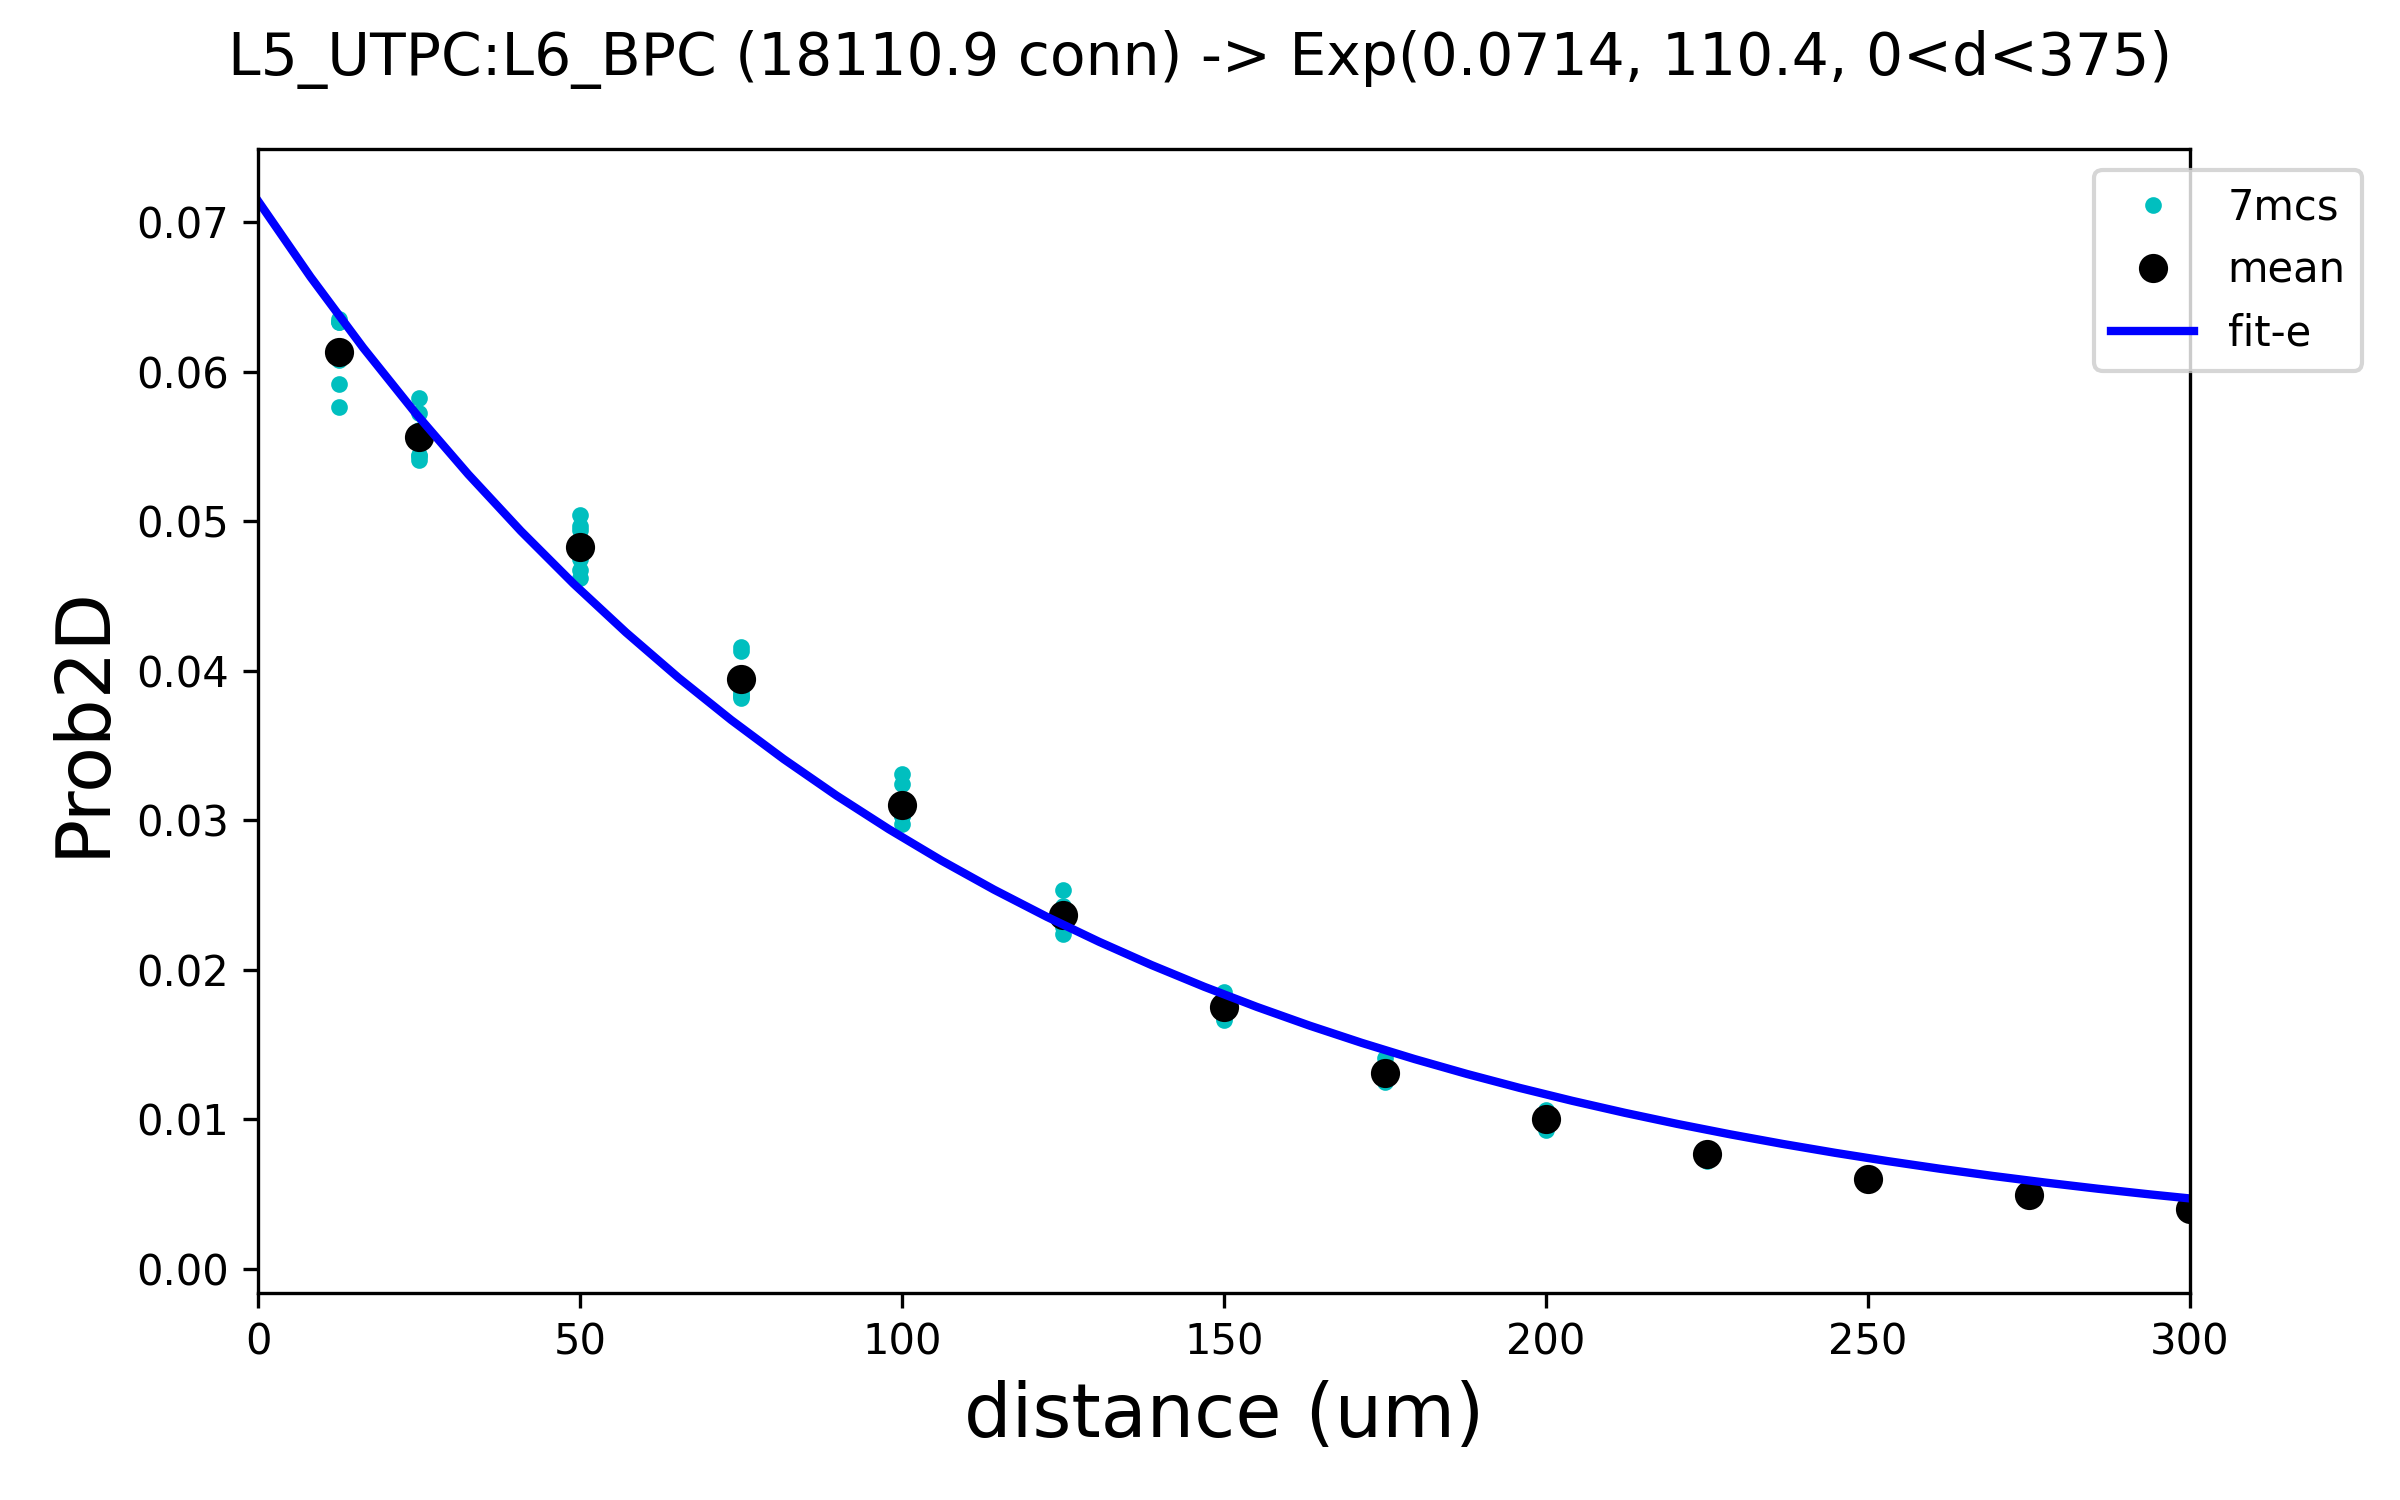 L5_UTPC:L6_BPC (18110.9 conn) -> Exp(0.0714, 110.4, 0<d<375)
7mcs
mean
fit-e
Prob2D
0.07
0.06
0.05
0.04
0.03
0.02
0.01
0.00
0 50 100 150 200 250 300
distance (um)